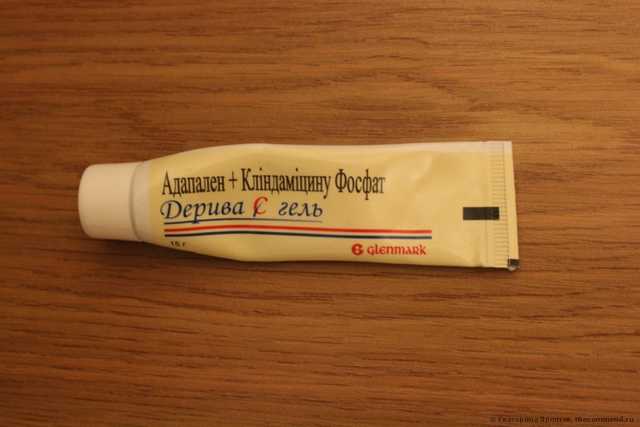 Адапален + Кліндаміцину Фосфат
Дерива С гель
15 г
Glenmark